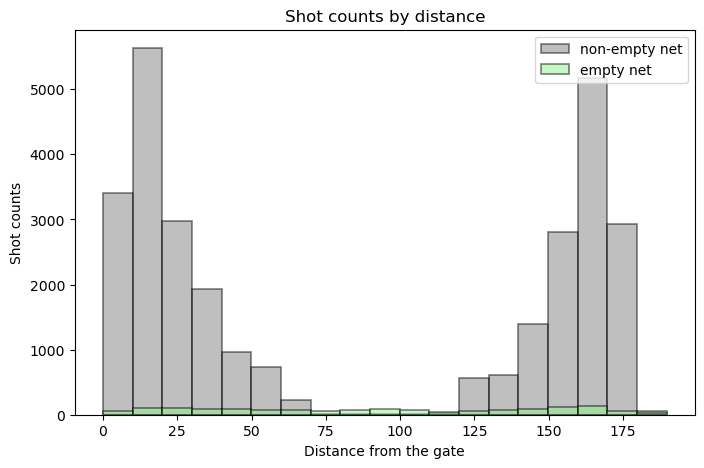 Shot counts by distance
non-empty net
empty net
Shot counts
5000
4000
3000
2000
1000
0
0 25 50 75 100 125 150 175
Distance from the gate